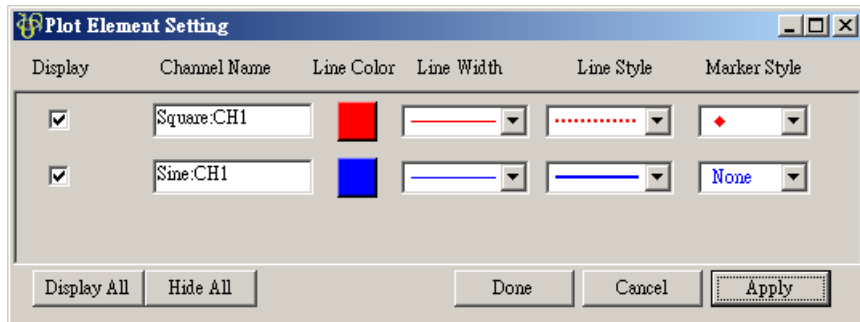 Plot Element Setting
Display Channel Name Line Color Line Width Line Style Marker Style
Square:CH1
Sine:CH1 None
Display All Hide All Done Cancel Apply